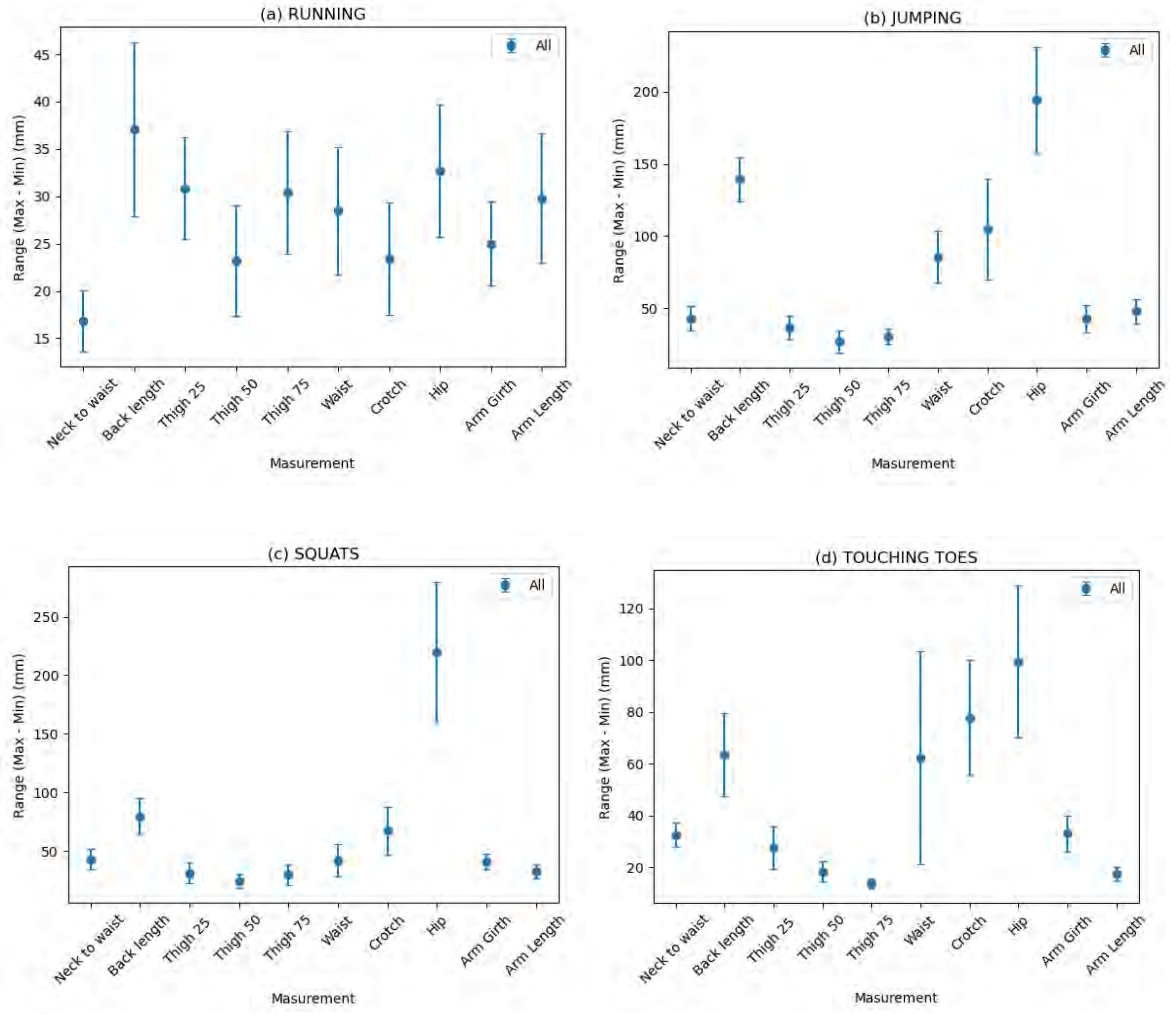 (a) RUNNING
All
Range (Max - Min) (mm)
45
40
35
30
25
20
15
Neck to waist
Back length
Thigh 25
Thigh 50
Thigh 75
Waist
Crotch
Hip
Arm Girth
Arm Length
Masurement
(b) JUMPING
All
Range (Max - Min) (mm)
200
150
100
50
Neck to waist
Back length
Thigh 25
Thigh 50
Thigh 75
Waist
Crotch
Hip
Arm Girth
Arm Length
Masurement
(c) SQUATS
All
Range (Max - Min) (mm)
250
200
150
100
50
Neck to waist
Back length
Thigh 25
Thigh 50
Thigh 75
Waist
Crotch
Hip
Arm Girth
Arm Length
Masurement
(d) TOUCHING TOES
All
Range (Max - Min) (mm)
120
100
80
60
40
20
Neck to waist
Back length
Thigh 25
Thigh 50
Thigh 75
Waist
Crotch
Hip
Arm Girth
Arm Length
Masurement